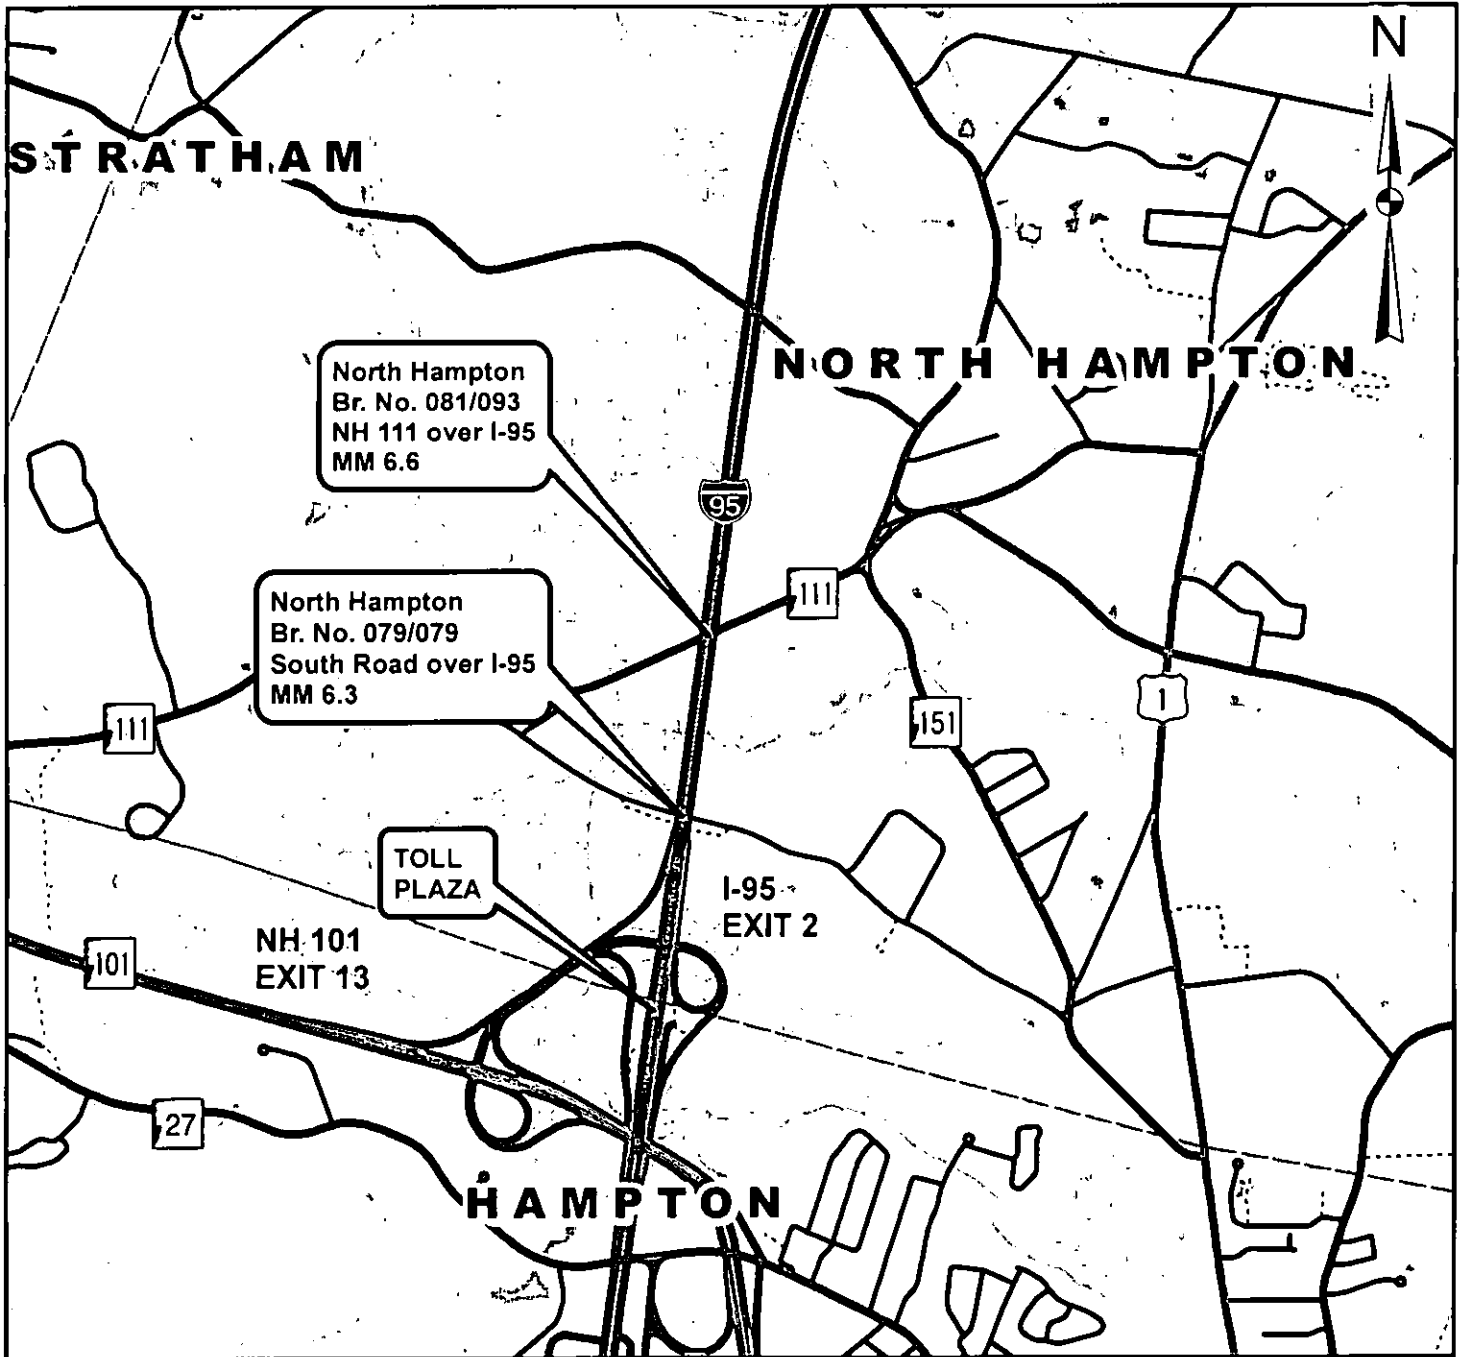 N
STRATHAM
NORTH HAMPTON
North Hampton
Br. No. 081/093
NH 111 over I-95
MM 6.6
95
111
North Hampton
Br. No. 079/079
South Road over I-95
MM 6.3
111
151
1
TOLL
PLAZA
I-95
EXIT 2
NH 101
EXIT 13
101
27
HAMPTON